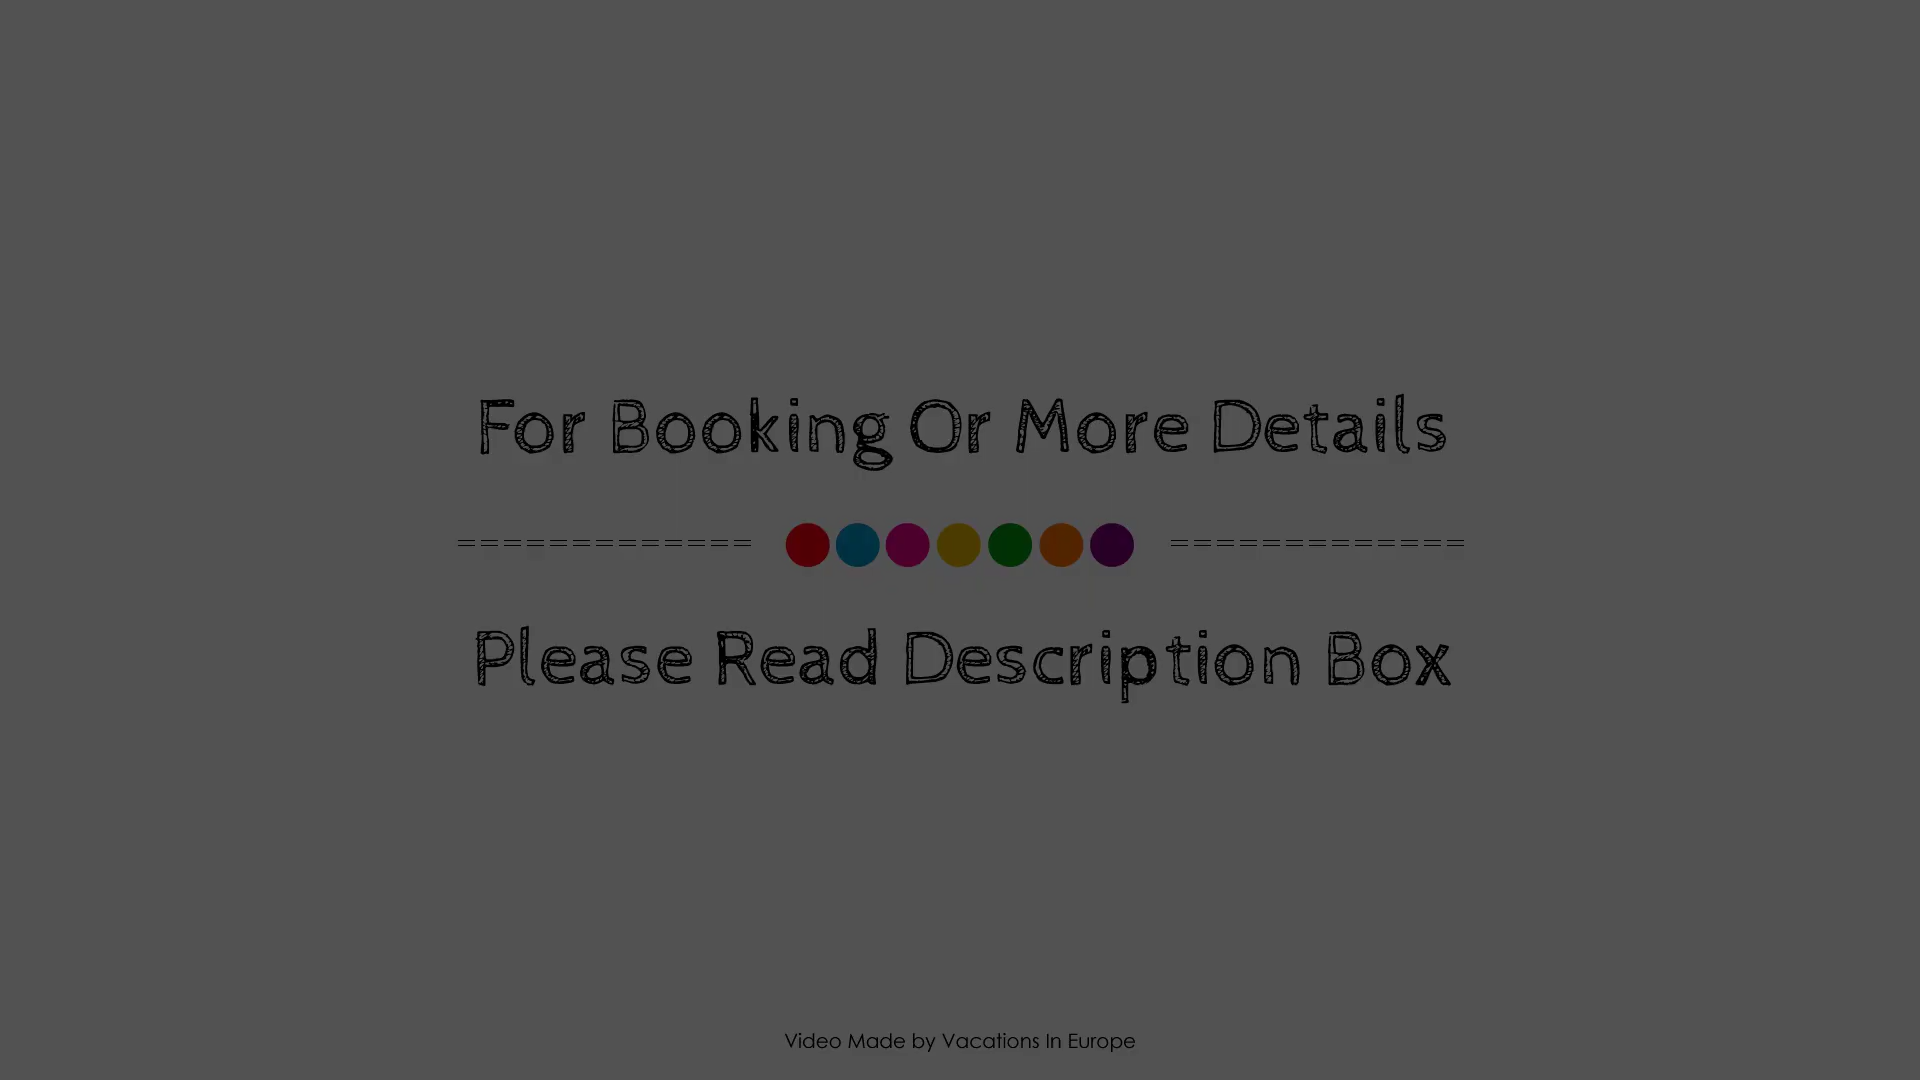 For Booking Or More Details
============= =============
Please Read Description Box
Video Made by Vacations In Europe